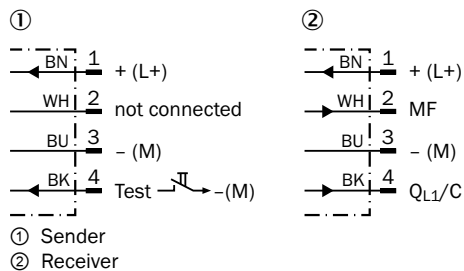 ① ②
BN 1 + (L+) BN 1 + (L+)
WH 2 not connected WH 2 MF
BU 3 – (M) BU 3 – (M)
BK 4 Test –(M) BK 4 QL1/C
① Sender
② Receiver